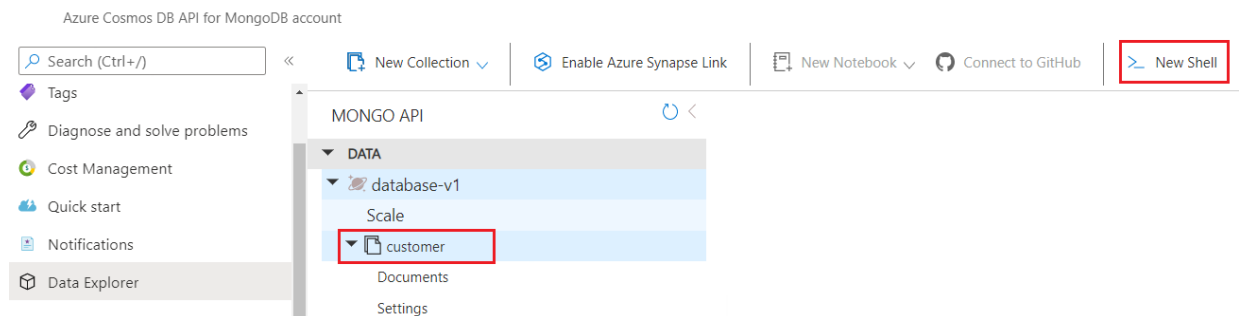 Azure Cosmos DB API for MongoDB account
Search (Ctrl+/)
«
New Collection
Enable Azure Synapse Link
New Notebook
Connect to GitHub
>_ New Shell
Tags
Diagnose and solve problems
Cost Management
Quick start
Notifications
Data Explorer
MONGO API
DATA
database-v1
Scale
customer
Documents
Settings